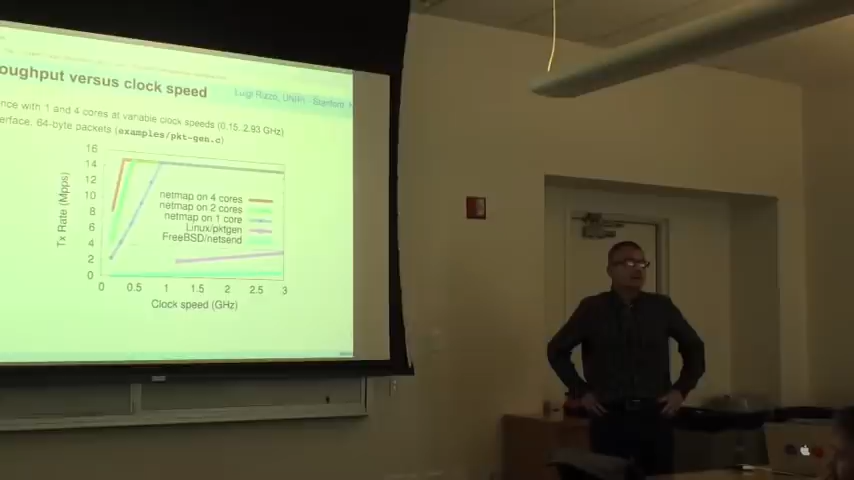 oughput versus clock speed
Luigi Rizzo, UNIPI - Stanford, N
nce with 1 and 4 cores at variable clock speeds (0.15..2.93 GHz)
erface, 64-byte packets (examples/pkt-gen.c)
Tx Rate (Mpps)
16
14
12
10
8
6
4
2
0
netmap on 4 cores
netmap on 2 cores
netmap on 1 core
Linux/pktgen
FreeBSD/netsend
0 0.5 1 1.5 2 2.5 3
Clock speed (GHz)